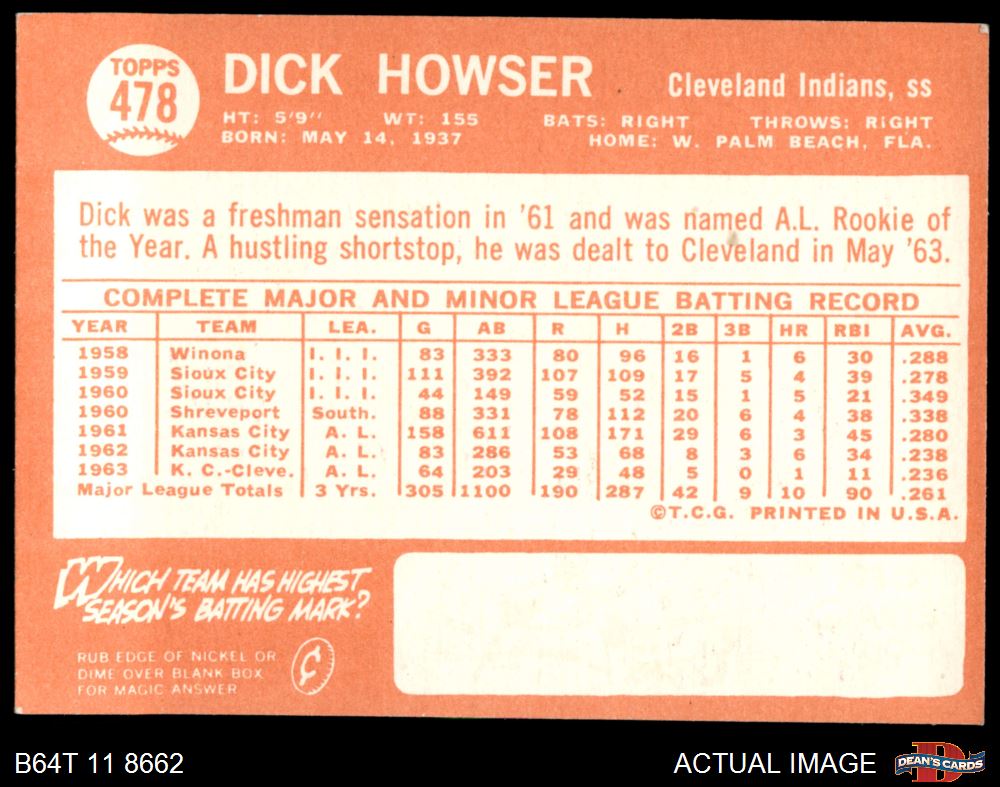 TOPPS
478
DICK HOWSER
Cleveland Indians, ss
HT: 5'9" WT: 155 BATS: RIGHT THROWS: RIGHT
BORN: MAY 14, 1937 HOME: W. PALM BEACH, FLA.
Dick was a freshman sensation in '61 and was named A.L. Rookie of
the Year. A hustling shortstop, he was dealt to Cleveland in May '63.
COMPLETE MAJOR AND MINOR LEAGUE BATTING RECORD
YEAR TEAM LEA. G AB R H 2B 3B HR RBI AVG.
1958 Winona I. I. I. 83 333 80 96 16 1 6 30 .288
1959 Sioux City I. I. I. 111 392 107 109 17 5 4 39 .278
1960 Sioux City I. I. I. 44 149 59 52 15 1 5 21 .349
1960 Shreveport South. 88 331 78 112 20 6 4 38 .338
1961 Kansas City A. L. 158 611 108 171 29 6 3 45 .280
1962 Kansas City A. L. 83 286 53 68 8 3 6 34 .238
1963 K. C.-Cleve. A. L. 64 203 29 48 5 0 1 11 .236
Major League Totals 3 Yrs. 305 1100 190 287 42 9 10 90 .261
©T.C.G. PRINTED IN U.S.A.
WHICH TEAM HAS HIGHEST
SEASON'S BATTING MARK?
RUB EDGE OF NICKEL OR
DIME OVER BLANK BOX
FOR MAGIC ANSWER
¢
B64T 11 8662
ACTUAL IMAGE
DEAN'S CARDS